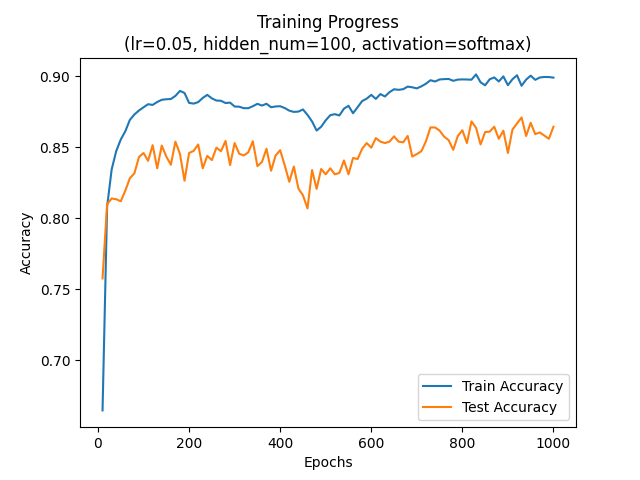 Training Progress
(lr=0.05, hidden_num=100, activation=softmax)
0.90
0.85
0.80
0.75
0.70
Accuracy
Train Accuracy
Test Accuracy
0
200
400
600
800
1000
Epochs